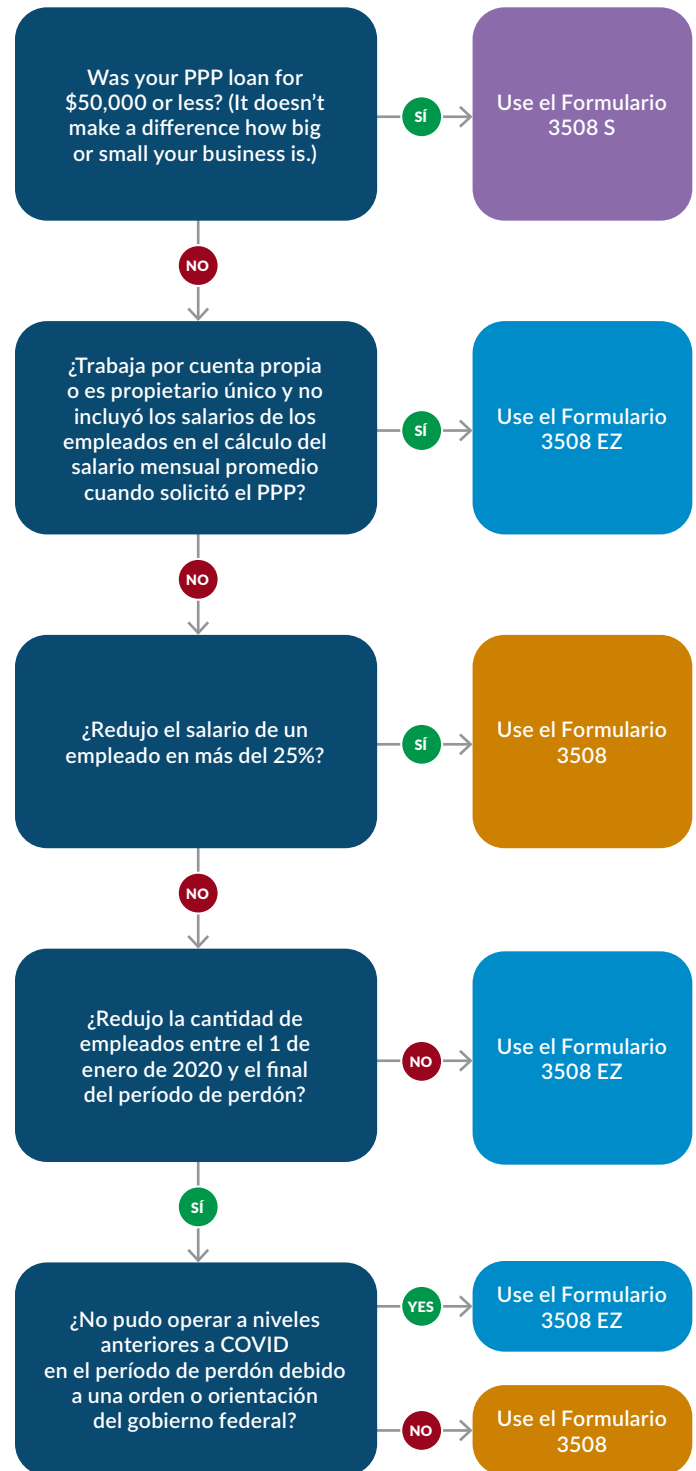 Was your PPP loan for
$50,000 or less? (It doesn’t
make a difference how big
or small your business is.)
SÍ
Use el Formulario
3508 S
NO
¿Trabaja por cuenta propia
o es propietario único y no
incluyó los salarios de los
empleados en el cálculo del
salario mensual promedio
cuando solicitó el PPP?
SÍ
Use el Formulario
3508 EZ
NO
¿Redujo el salario de un
empleado en más del 25%?
SÍ
Use el Formulario
3508
NO
¿Redujo la cantidad de
empleados entre el 1 de
enero de 2020 y el final
del período de perdón?
NO
Use el Formulario
3508 EZ
SÍ
¿No pudo operar a niveles
anteriores a COVID
en el período de perdón debido
a una orden o orientación
del gobierno federal?
YES
Use el Formulario
3508 EZ
NO
Use el Formulario
3508